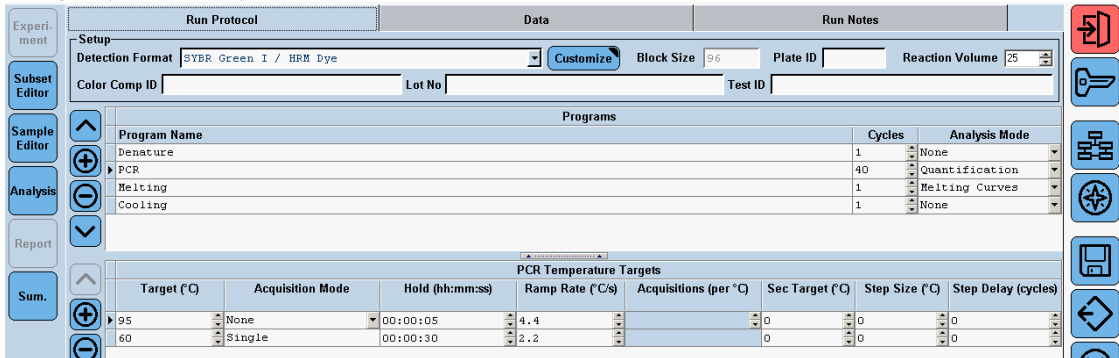 Experi-
ment
Subset
Editor
Sample
Editor
Analysis
Report
Sum.
Run Protocol Data Run Notes
Setup
Detection Format SYBR Green I / HRM Dye Customize Block Size 96 Plate ID Reaction Volume 25
Color Comp ID Lot No Test ID
Programs
Program Name Cycles Analysis Mode
Denature 1 None
PCR 40 Quantification
Melting 1 Melting Curves
Cooling 1 None
PCR Temperature Targets
Target (°C) Acquisition Mode Hold (hh:mm:ss) Ramp Rate (°C/s) Acquisitions (per °C) Sec Target (°C) Step Size (°C) Step Delay (cycles)
95 None 00:00:05 4.4 0 0 0
60 Single 00:00:30 2.2 0 0 0